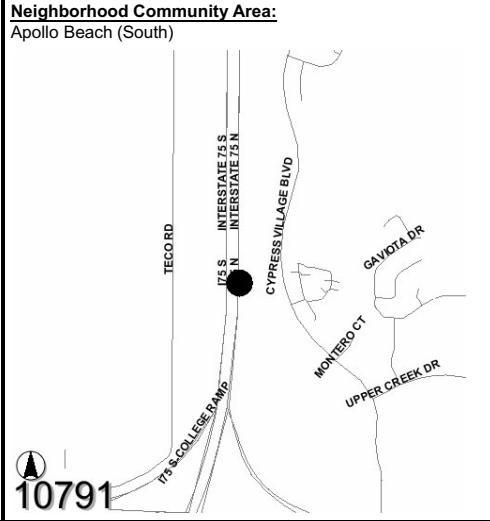 Neighborhood Community Area:
Apollo Beach (South)
INTERSTATE 75 S
INTERSTATE 75 N
CYPRESS VILLAGE BLVD
TECO RD
GAVIOTA DR
I75 S
N
MONTERO CT
UPPER CREEK DR
I75 S-COLLEGE RAMP
10791